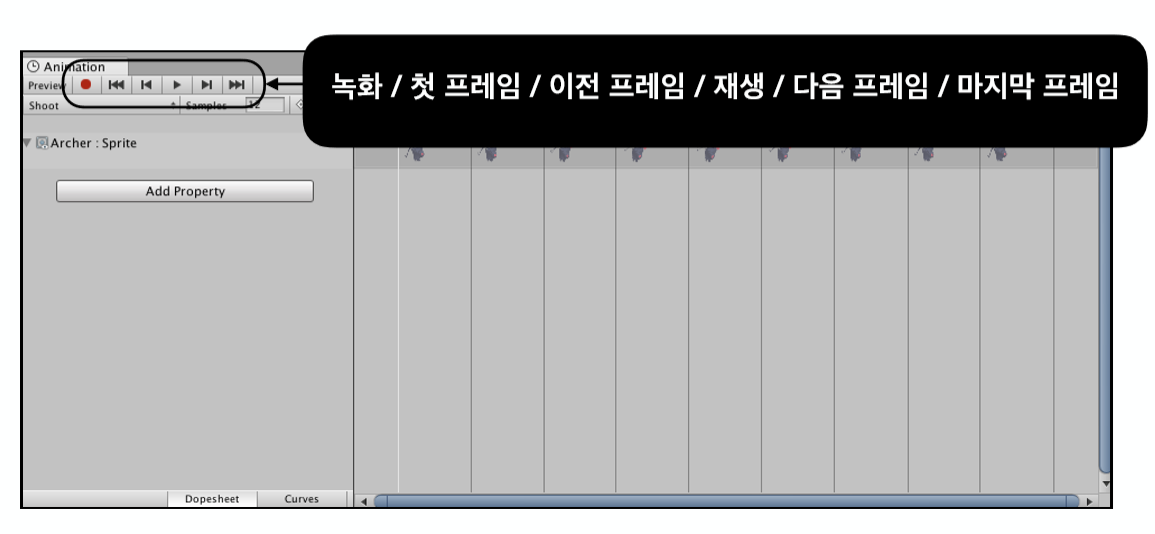 Animation
녹화 / 첫 프레임 / 이전 프레임 / 재생 / 다음 프레임 / 마지막 프레임
Preview
Shoot Samples 12
Archer : Sprite
Add Property
Dopesheet Curves